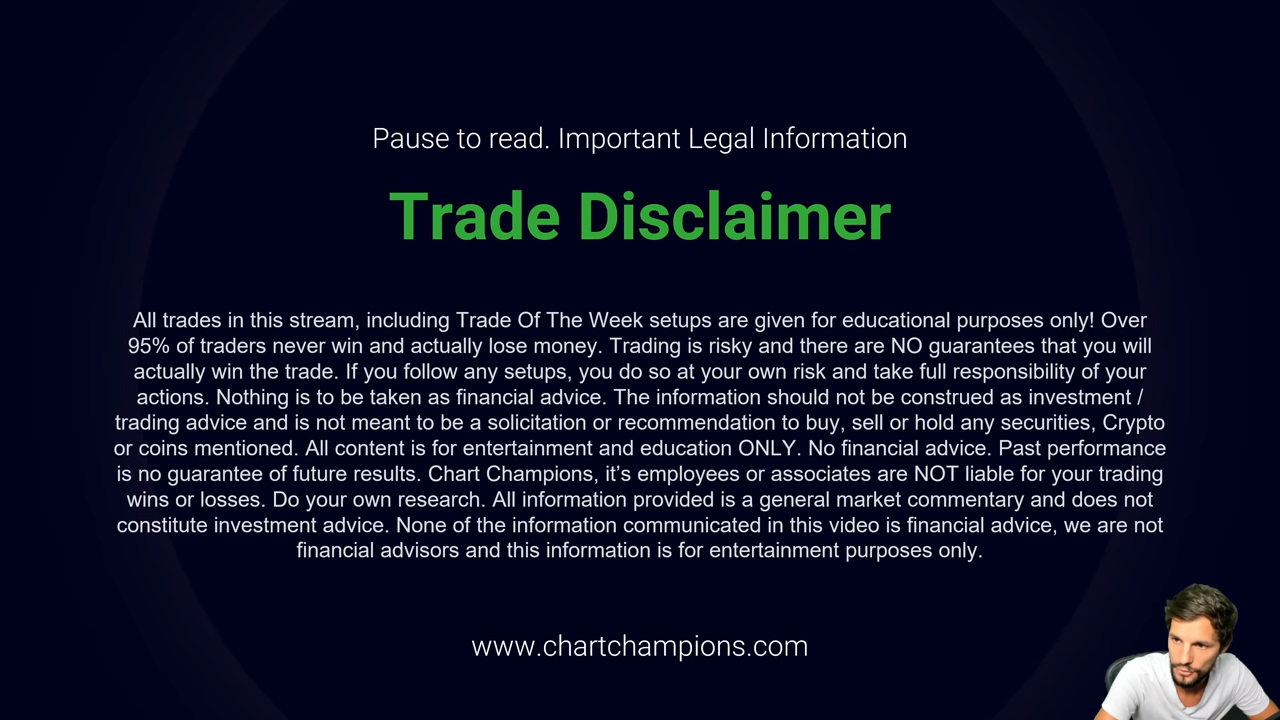 Pause to read. Important Legal Information
Trade Disclaimer
All trades in this stream, including Trade Of The Week setups are given for educational purposes only! Over
95% of traders never win and actually lose money. Trading is risky and there are NO guarantees that you will
actually win the trade. If you follow any setups, you do so at your own risk and take full responsibility of your
actions. Nothing is to be taken as financial advice. The information should not be construed as investment /
trading advice and is not meant to be a solicitation or recommendation to buy, sell or hold any securities, Crypto
or coins mentioned. All content is for entertainment and education ONLY. No financial advice. Past performance
is no guarantee of future results. Chart Champions, it’s employees or associates are NOT liable for your trading
wins or losses. Do your own research. All information provided is a general market commentary and does not
constitute investment advice. None of the information communicated in this video is financial advice, we are not
financial advisors and this information is for entertainment purposes only.
www.chartchampions.com